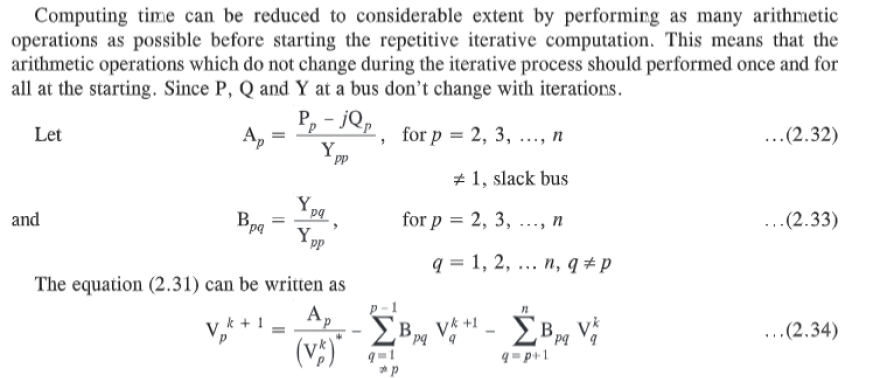 Computing time can be reduced to considerable extent by performing as many arithmetic
operations as possible before starting the repetitive iterative computation. This means that the
arithmetic operations which do not change during the iterative process should performed once and for
all at the starting. Since P, Q and Y at a bus don't change with iterations.
Let A_p = (P_p - jQ_p) / Y_pp, for p = 2, 3, ..., n ...(2.32)
≠ 1, slack bus
and B_pq = Y_pq / Y_pp, for p = 2, 3, ..., n ...(2.33)
q = 1, 2, ... n, q ≠ p
The equation (2.31) can be written as
V_p^{k + 1} = A_p / (V_p^k)^* - \sum_{q = 1, ≠ p}^{p - 1} B_pq V_q^{k + 1} - \sum_{q = p + 1}^{n} B_pq V_q^k ...(2.34)